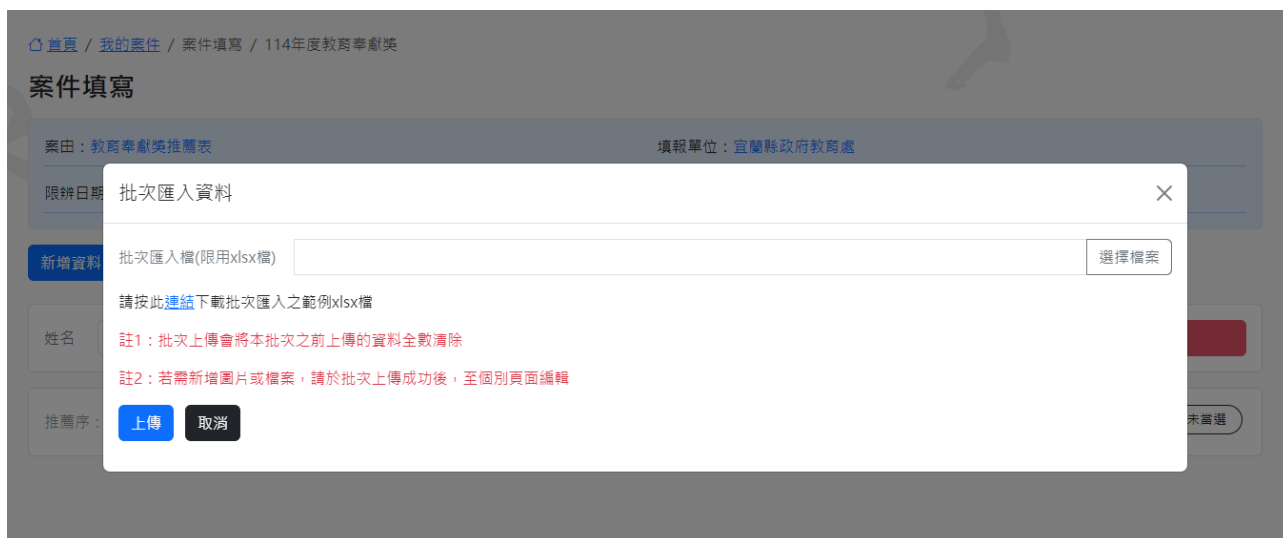 首頁 / 我的案件 / 案件填寫 / 114年度教育奉獻獎
案件填寫
案由：教育奉獻獎推薦表
填報單位：宜蘭縣政府教育處
限辦日期
批次匯入資料
新增資料
批次匯入檔(限用xlsx檔)
選擇檔案
請按此連結下載批次匯入之範例xlsx檔
姓名
註1：批次上傳會將本批次之前上傳的資料全數清除
註2：若需新增圖片或檔案，請於批次上傳成功後，至個別頁面編輯
推薦序：
上傳
取消
未當選